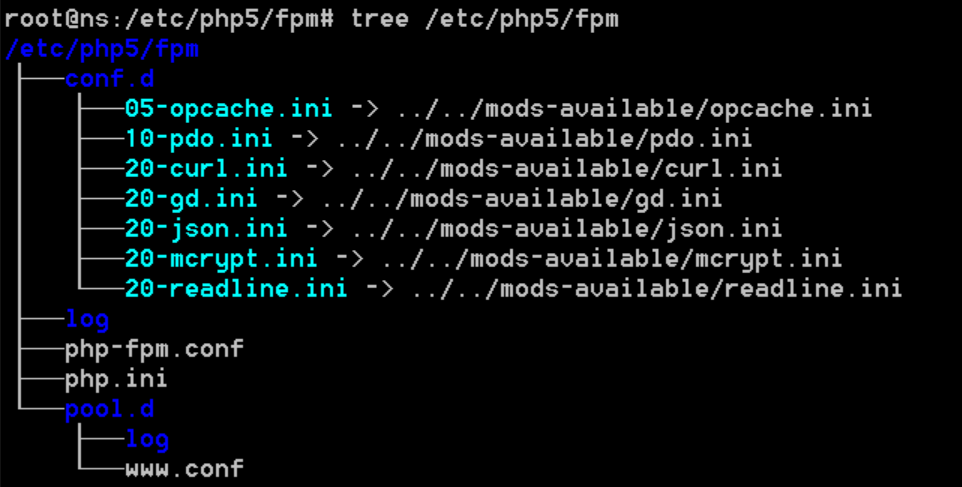 root@ns:/etc/php5/fpm# tree /etc/php5/fpm
/etc/php5/fpm
├──conf.d
│   ├──05-opcache.ini -> ../../mods-available/opcache.ini
│   ├──10-pdo.ini -> ../../mods-available/pdo.ini
│   ├──20-curl.ini -> ../../mods-available/curl.ini
│   ├──20-gd.ini -> ../../mods-available/gd.ini
│   ├──20-json.ini -> ../../mods-available/json.ini
│   ├──20-mcrypt.ini -> ../../mods-available/mcrypt.ini
│   └──20-readline.ini -> ../../mods-available/readline.ini
├──log
├──php-fpm.conf
├──php.ini
└──pool.d
    ├──log
    └──www.conf